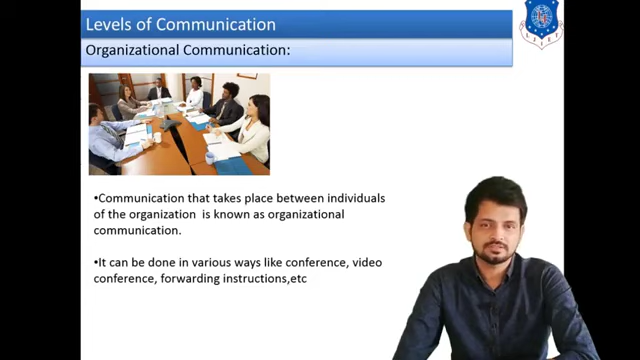 Levels of Communication
Organizational Communication:
•Communication that takes place between individuals
of the organization is known as organizational
communication.
•It can be done in various ways like conference, video
conference, forwarding instructions,etc